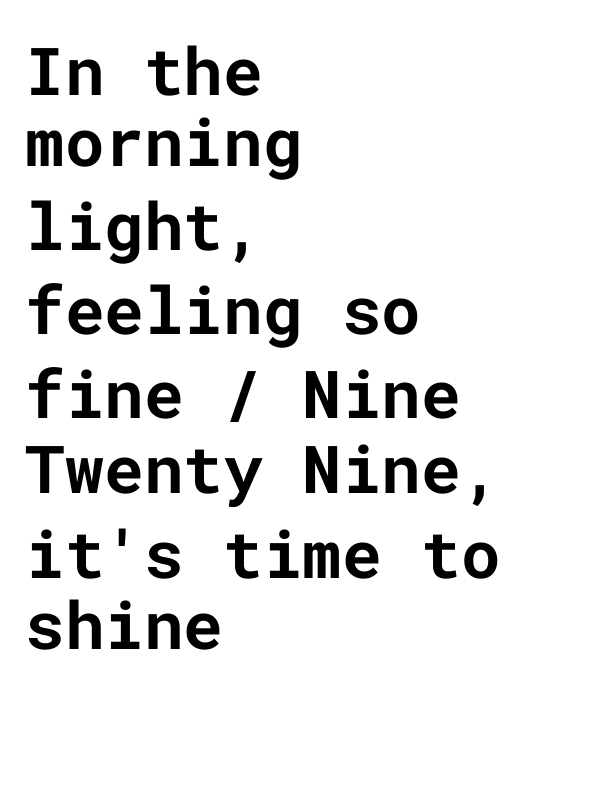 In the
morning
light,
feeling so
fine / Nine
Twenty Nine,
it's time to
shine